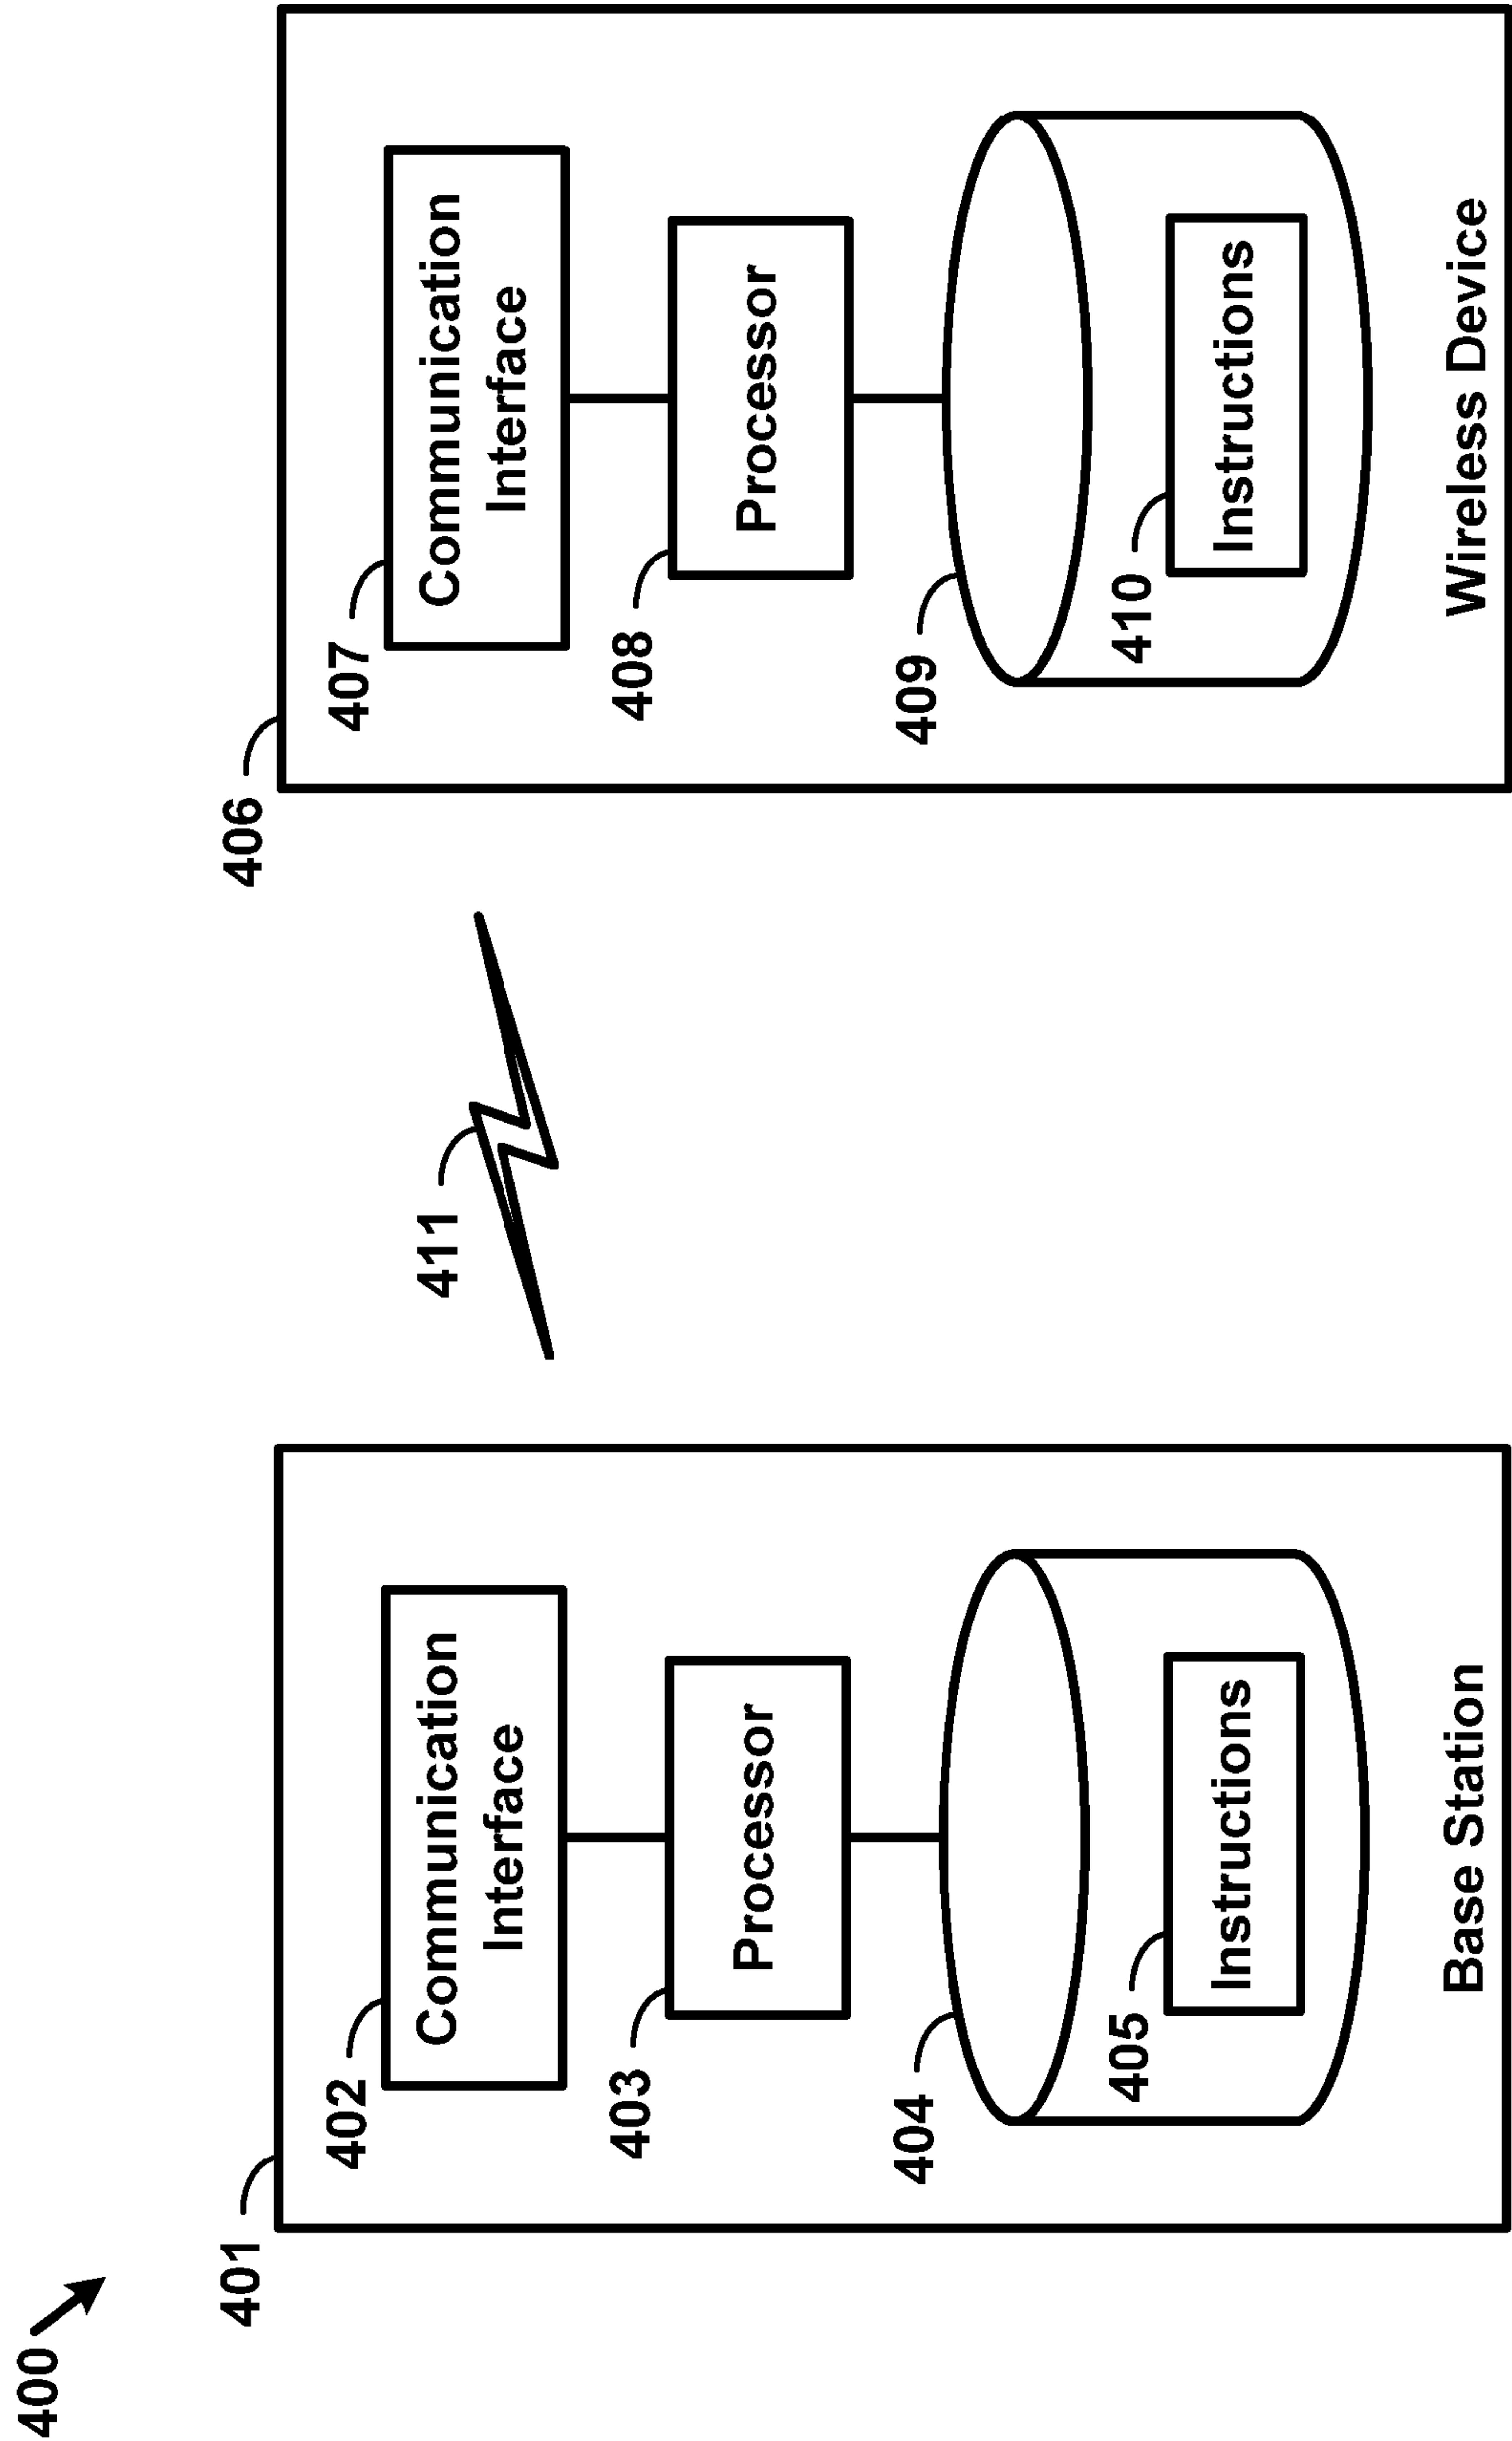 400
401
402
Communication
Interface
403
Processor
404
405
Instructions
Base Station
411
406
407
Communication
Interface
408
Processor
409
410
Instructions
Wireless Device